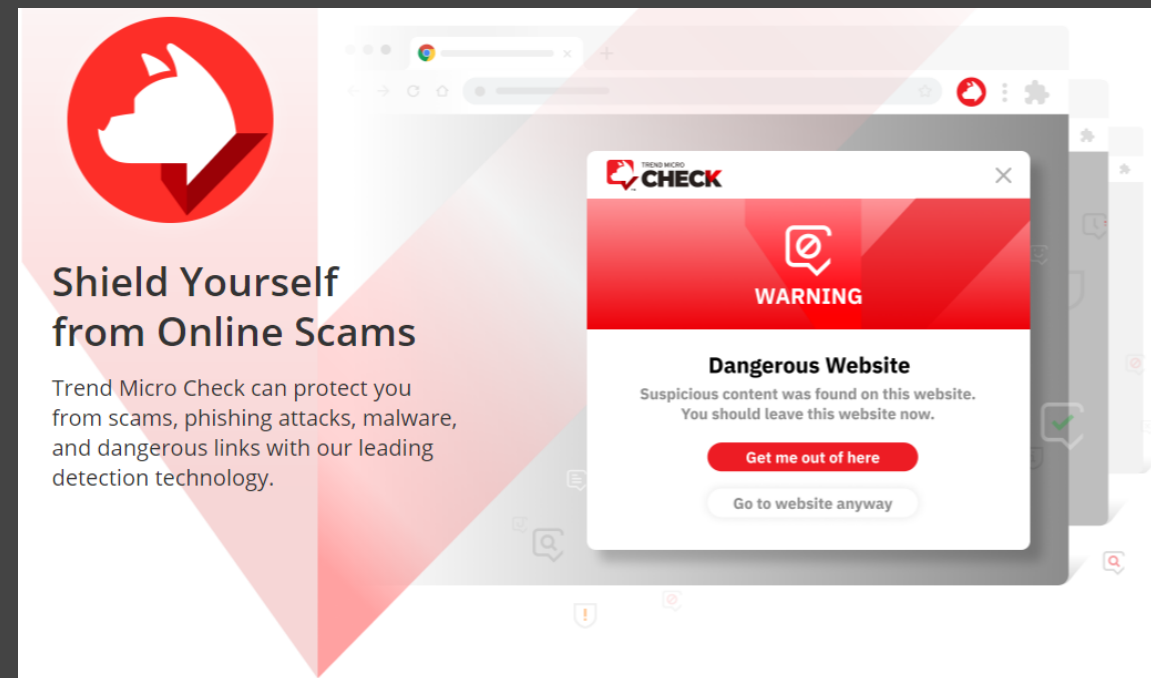 Shield Yourself
from Online Scams
Trend Micro Check can protect you
from scams, phishing attacks, malware,
and dangerous links with our leading
detection technology.
TREND MICRO
CHECK
WARNING
Dangerous Website
Suspicious content was found on this website.
You should leave this website now.
Get me out of here
Go to website anyway